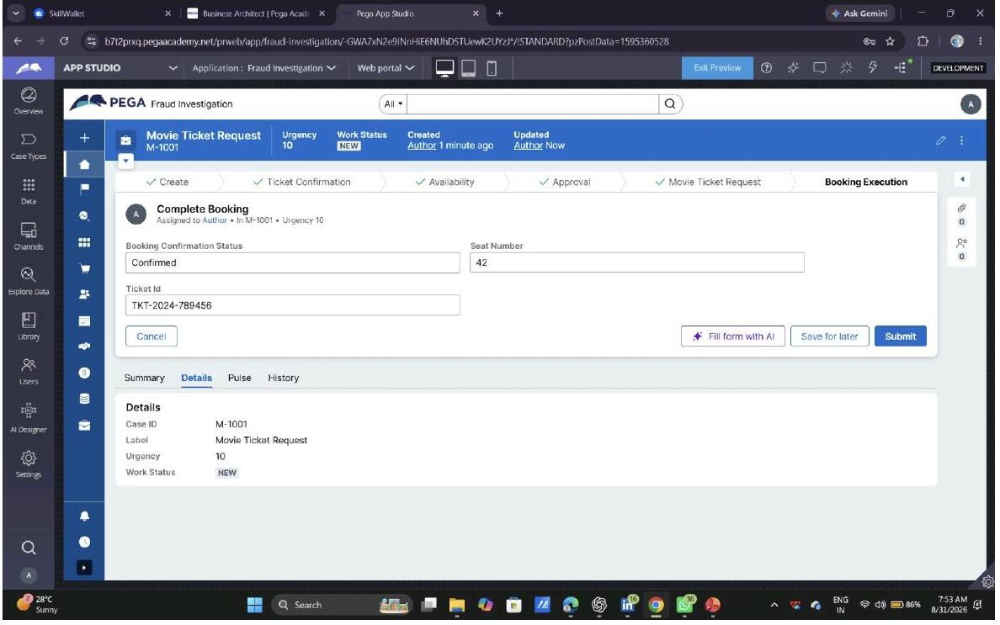 SkillWallet
Business Architect | Pega Acade
Pega App Studio
Ask Gemini
b7t2prxq.pegaacademy.net/prweb/app/fraud-investigation/-GWA7xN2e9INnHiE6NUhDSTUewK2UYzJ*/!STANDARD?pzPostData=1595360528
APP STUDIO
Application : Fraud Investigation
Web portal
Exit Preview
DEVELOPMENT
Overview
Case Types
Data
Channels
Explore Data
Library
Users
AI Designer
Settings
A
PEGA Fraud Investigation
All
A
Movie Ticket Request
M-1001
Urgency
10
Work Status
NEW
Created
Author 1 minute ago
Updated
Author Now
Create
Ticket Confirmation
Availability
Approval
Movie Ticket Request
Booking Execution
A
Complete Booking
Assigned to Author • In M-1001 • Urgency 10
0
0
Booking Confirmation Status
Confirmed
Seat Number
42
Ticket Id
TKT-2024-789456
Cancel
Fill form with AI
Save for later
Submit
Summary
Details
Pulse
History
Details
Case ID M-1001
Label Movie Ticket Request
Urgency 10
Work Status NEW
S
2
28°C
Sunny
Search
16
36
ENG
IN
86%
7:53 AM
8/31/2026